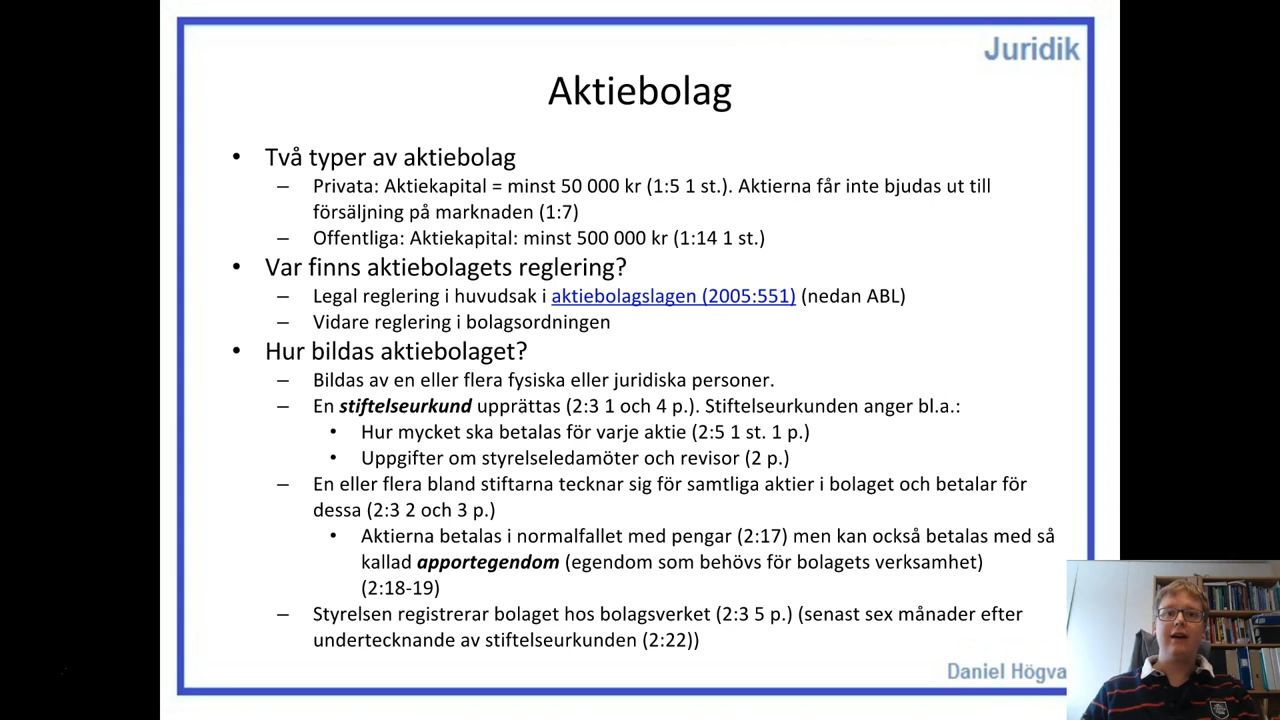 Juridik
Aktiebolag
• Två typer av aktiebolag
– Privata: Aktiekapital = minst 50 000 kr (1:5 1 st.). Aktierna får inte bjudas ut till
försäljning på marknaden (1:7)
– Offentliga: Aktiekapital: minst 500 000 kr (1:14 1 st.)
• Var finns aktiebolagets reglering?
– Legal reglering i huvudsak i aktiebolagslagen (2005:551) (nedan ABL)
– Vidare reglering i bolagsordningen
• Hur bildas aktiebolaget?
– Bildas av en eller flera fysiska eller juridiska personer.
– En stiftelseurkund upprättas (2:3 1 och 4 p.). Stiftelseurkunden anger bl.a.:
• Hur mycket ska betalas för varje aktie (2:5 1 st. 1 p.)
• Uppgifter om styrelseledamöter och revisor (2 p.)
– En eller flera bland stiftarna tecknar sig för samtliga aktier i bolaget och betalar för
dessa (2:3 2 och 3 p.)
• Aktierna betalas i normalfallet med pengar (2:17) men kan också betalas med så
kallad apportegendom (egendom som behövs för bolagets verksamhet)
(2:18-19)
– Styrelsen registrerar bolaget hos bolagsverket (2:3 5 p.) (senast sex månader efter
undertecknande av stiftelseurkunden (2:22))
Daniel Högva